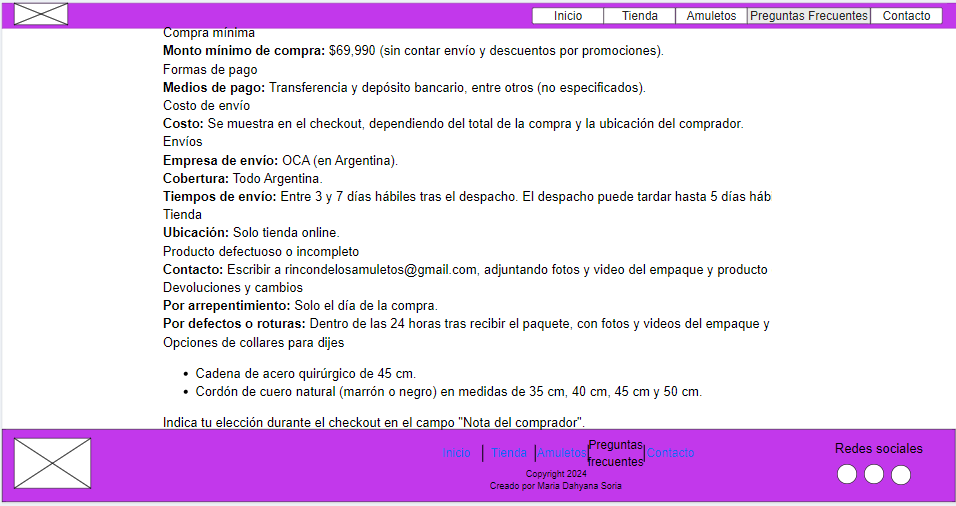 Inicio
Tienda
Amuletos
Preguntas Frecuentes
Contacto
Compra mínima
Monto mínimo de compra: $69,990 (sin contar envío y descuentos por promociones).
Formas de pago
Medios de pago: Transferencia y depósito bancario, entre otros (no especificados).
Costo de envío
Costo: Se muestra en el checkout, dependiendo del total de la compra y la ubicación del comprador.
Envíos
Empresa de envío: OCA (en Argentina).
Cobertura: Todo Argentina.
Tiempos de envío: Entre 3 y 7 días hábiles tras el despacho. El despacho puede tardar hasta 5 días háb
Tienda
Ubicación: Solo tienda online.
Producto defectuoso o incompleto
Contacto: Escribir a rincondelosamuletos@gmail.com, adjuntando fotos y video del empaque y producto
Devoluciones y cambios
Por arrepentimiento: Solo el día de la compra.
Por defectos o roturas: Dentro de las 24 horas tras recibir el paquete, con fotos y videos del empaque y
Opciones de collares para dijes
• Cadena de acero quirúrgico de 45 cm.
• Cordón de cuero natural (marrón o negro) en medidas de 35 cm, 40 cm, 45 cm y 50 cm.
Indica tu elección durante el checkout en el campo "Nota del comprador".
Inicio
Tienda
Amuletos
Preguntas
frecuentes
Contacto
Copyright 2024
Creado por Maria Dahyana Soria
Redes sociales